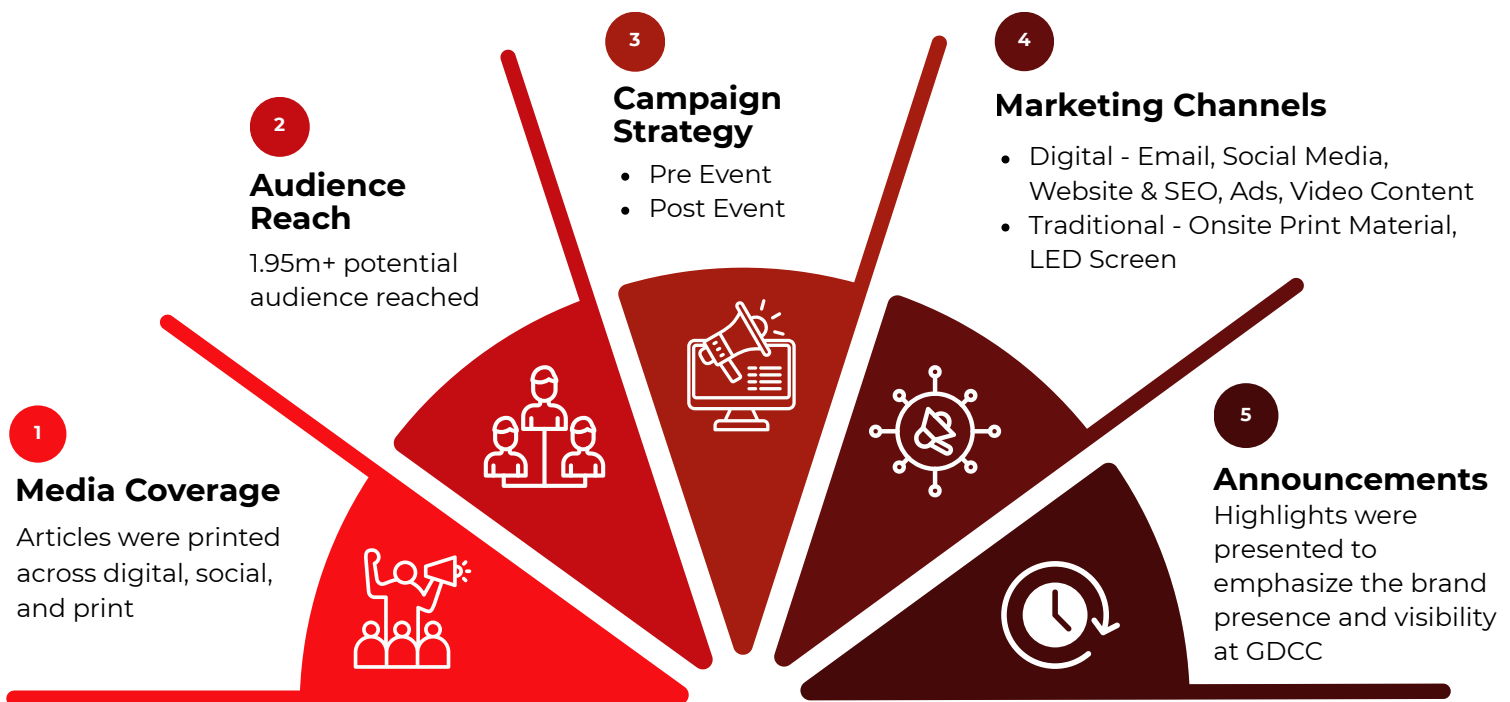 1
Media Coverage
Articles were printed
across digital, social,
and print
2
Audience
Reach
1.95m+ potential
audience reached
3
Campaign
Strategy
• Pre Event
• Post Event
4
Marketing Channels
• Digital - Email, Social Media,
Website & SEO, Ads, Video Content
• Traditional - Onsite Print Material,
LED Screen
5
Announcements
Highlights were
presented to
emphasize the brand
presence and visibility
at GDCC